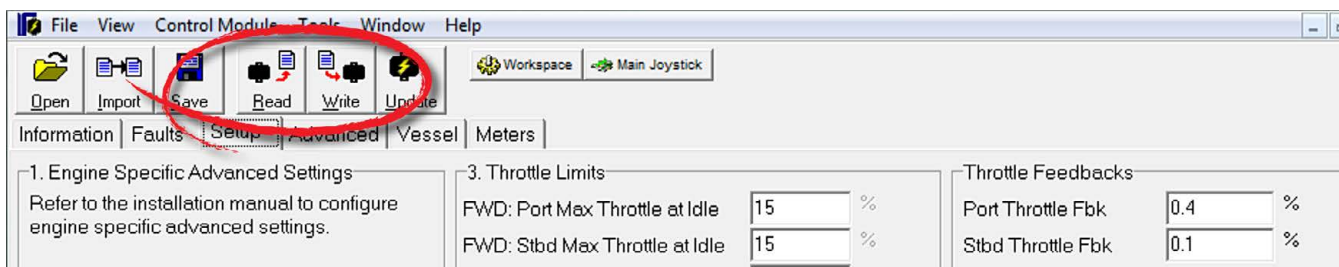 File View Control Module Tools Window Help
Open Import Save Read Write Update Workspace Main Joystick
Information Faults Setup Advanced Vessel Meters
1. Engine Specific Advanced Settings
Refer to the installation manual to configure
engine specific advanced settings.
3. Throttle Limits
FWD: Port Max Throttle at Idle 15 %
FWD: Stbd Max Throttle at Idle 15 %
Throttle Feedbacks
Port Throttle Fbk 0.4 %
Stbd Throttle Fbk 0.1 %